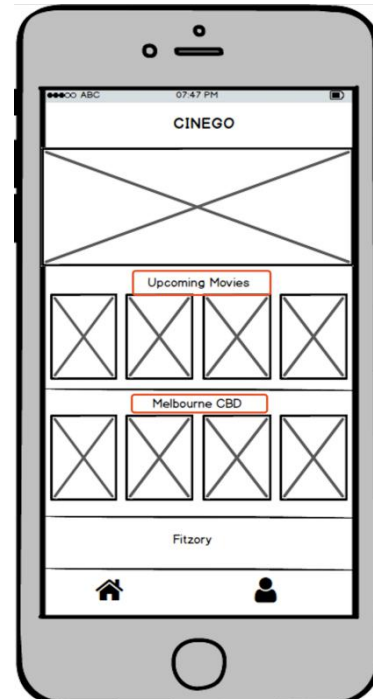 ABC 07:47 PM
CINEGO
Upcoming Movies
Melbourne CBD
Fitzory